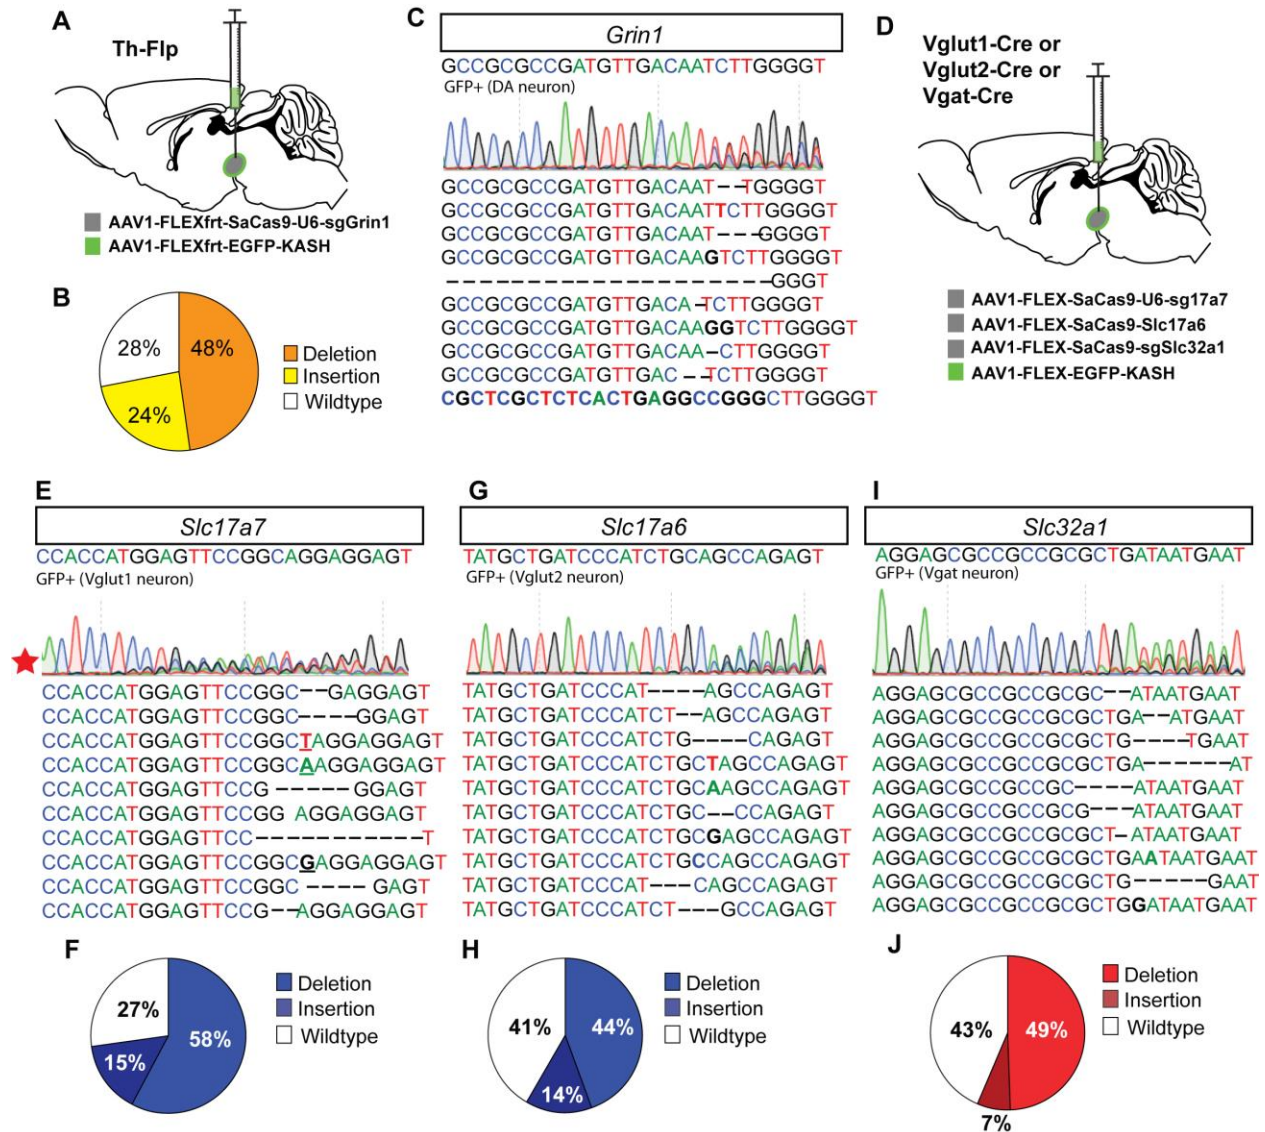 A
Th-Flp
AAV1-FLEXfrt-SaCas9-U6-sgGrin1
AAV1-FLEXfrt-EGFP-KASH
B
28%
48%
24%
Deletion
Insertion
Wildtype
C
Grin1
GCCGCGCCGATGTTGACAATCTTGGGGT
GFP+ (DA neuron)
GCCGCGCCGATGTTGACAAT--TGGGGT
GCCGCGCCGATGTTGACAATTCTTGGGGT
GCCGCGCCGATGTTGACAAT---GGGGT
GCCGCGCCGATGTTGACAAGTCTTGGGGT
------------------------GGGT
GCCGCGCCGATGTTGACA-TCTTGGGGT
GCCGCGCCGATGTTGACAAGGTCTTGGGGT
GCCGCGCCGATGTTGACAA-CTTGGGGT
GCCGCGCCGATGTTGAC--TCTTGGGGT
CGCTCGCTCTCACTGAGGCCGGGCTTGGGGT
D
Vglut1-Cre or
Vglut2-Cre or
Vgat-Cre
AAV1-FLEX-SaCas9-U6-sg17a7
AAV1-FLEX-SaCas9-Slc17a6
AAV1-FLEX-SaCas9-sgSlc32a1
AAV1-FLEX-EGFP-KASH
E
Slc17a7
CCACCATGGAGTTCCGGCAGGAGGAGT
GFP+ (Vglut1 neuron)
CCACCATGGAGTTCCGGC--GAGGAGT
CCACCATGGAGTTCCGGC----GGAGT
CCACCATGGAGTTCCGGCTAGGAGGAGT
CCACCATGGAGTTCCGGCAAGGAGGAGT
CCACCATGGAGTTCCG-----GGAGT
CCACCATGGAGTTCCGG AGGAGGAGT
CCACCATGGAGTTCC------------T
CCACCATGGAGTTCCGGCGAGGAGGAGT
CCACCATGGAGTTCCGGC ---- GAGT
CCACCATGGAGTTCCG--AGGAGGAGT
F
27%
58%
15%
Deletion
Insertion
Wildtype
G
Slc17a6
TATGCTGATCCCATCTGCAGCCAGAGT
GFP+ (Vglut2 neuron)
TATGCTGATCCCAT----AGCCAGAGT
TATGCTGATCCCATCT--AGCCAGAGT
TATGCTGATCCCATCTG----CAGAGT
TATGCTGATCCCATCTGCTAGCCAGAGT
TATGCTGATCCCATCTGCAAGCCAGAGT
TATGCTGATCCCATCTGC--CCAGAGT
TATGCTGATCCCATCTGCGAGCCAGAGT
TATGCTGATCCCATCTGCCAGCCAGAGT
TATGCTGATCCCAT---CAGCCAGAGT
TATGCTGATCCCATCT---GCCAGAGT
H
41%
44%
14%
Deletion
Insertion
Wildtype
I
Slc32a1
AGGAGCGCCGCCGCGCTGATAATGAAT
GFP+ (Vgat neuron)
AGGAGCGCCGCCGCGC--ATAATGAAT
AGGAGCGCCGCCGCGCTGA--ATGAAT
AGGAGCGCCGCCGCGCTG----TGAAT
AGGAGCGCCGCCGCGCTGA------AT
AGGAGCGCCGCCGC----ATAATGAAT
AGGAGCGCCGCCGCG---ATAATGAAT
AGGAGCGCCGCCGCGCT-ATAATGAAT
AGGAGCGCCGCCGCGCTGAATAATGAAT
AGGAGCGCCGCCGCGCTG-----GAAT
AGGAGCGCCGCCGCGCTGGATAATGAAT
J
43%
49%
7%
Deletion
Insertion
Wildtype